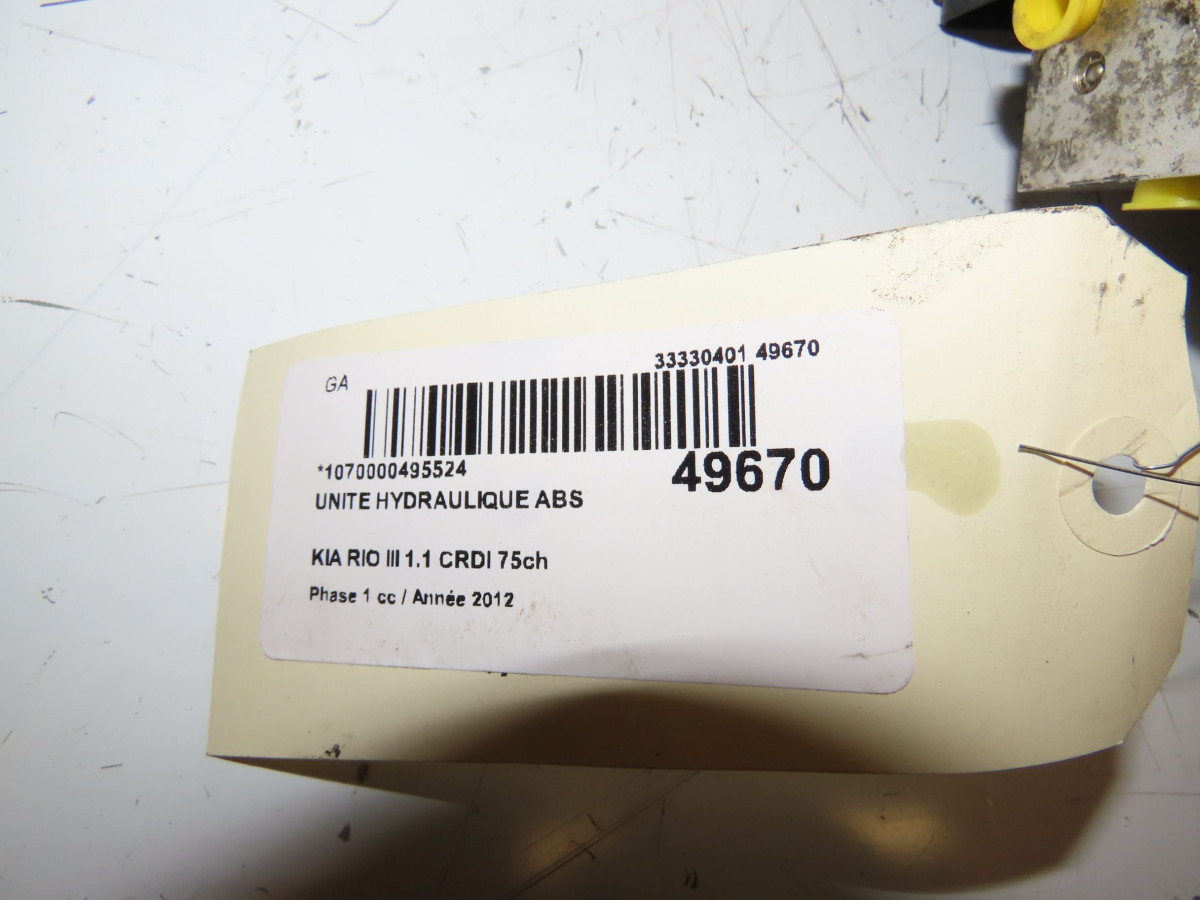 33330401 49670
GA
*1070000495524
49670
UNITE HYDRAULIQUE ABS
KIA RIO III 1.1 CRDI 75ch
Phase 1 cc / Année 2012